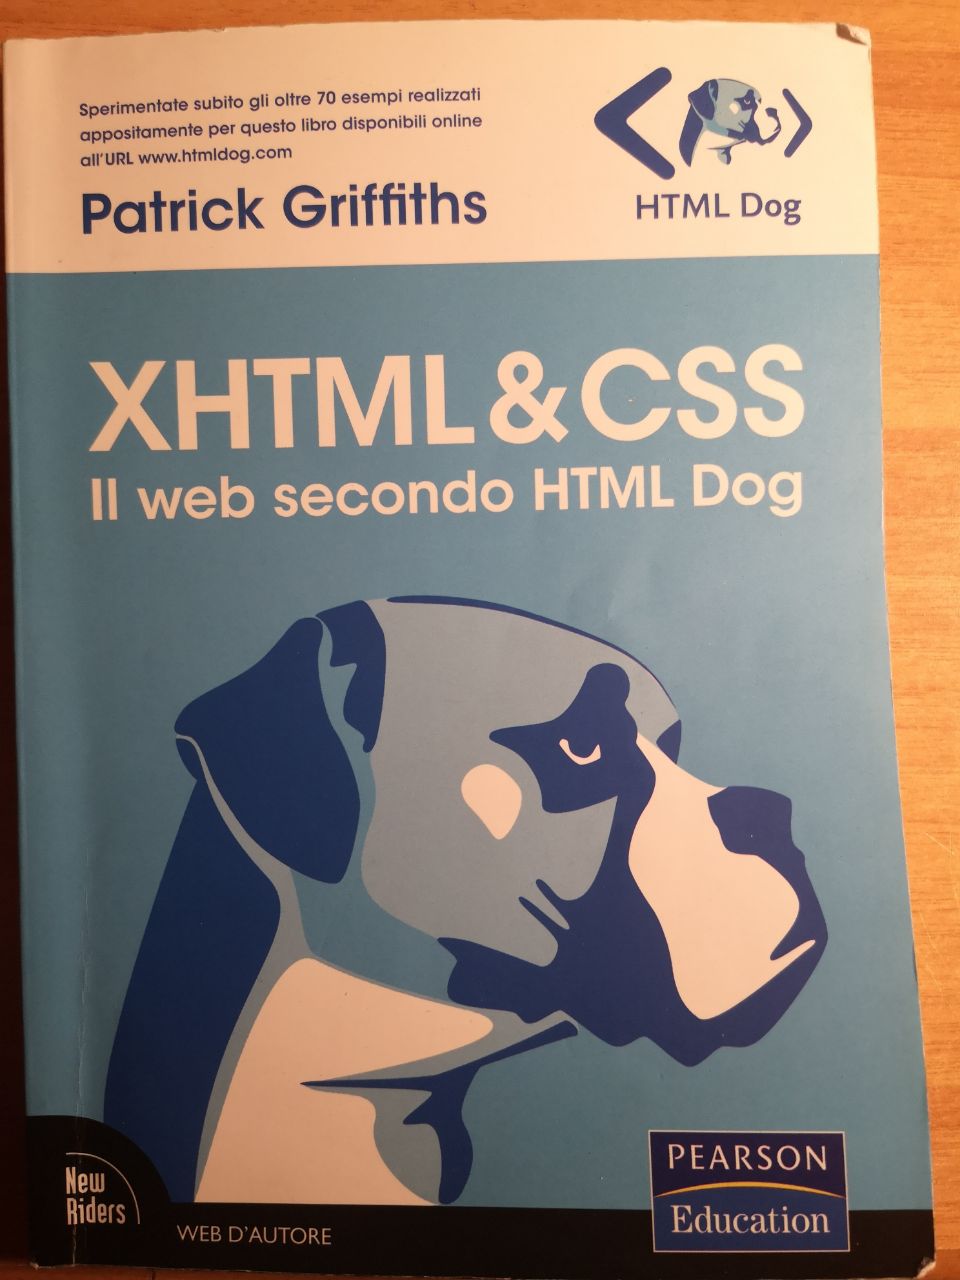 Sperimentate subito gli oltre 70 esempi realizzati
appositamente per questo libro disponibili online
all'URL www.htmldog.com
Patrick Griffiths
HTML Dog
XHTML & CSS
Il web secondo HTML Dog
New
Riders
WEB D'AUTORE
PEARSON
Education